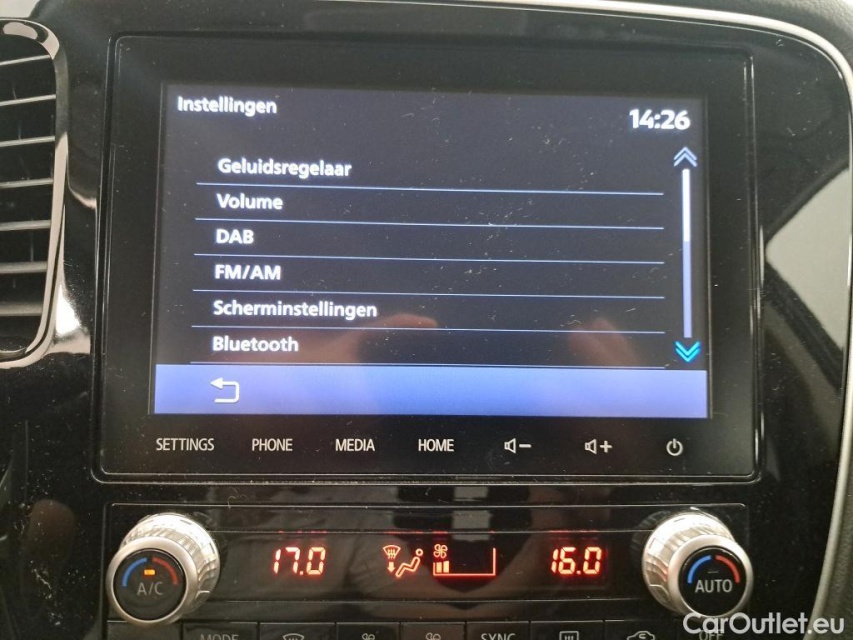 Instellingen
14:26
Geluidsregelaar
Volume
DAB
FM/AM
Scherminstellingen
Bluetooth
SETTINGS PHONE MEDIA HOME
17.0 16.0
A/C AUTO
MODE SYNC OFF
CarOutlet.eu